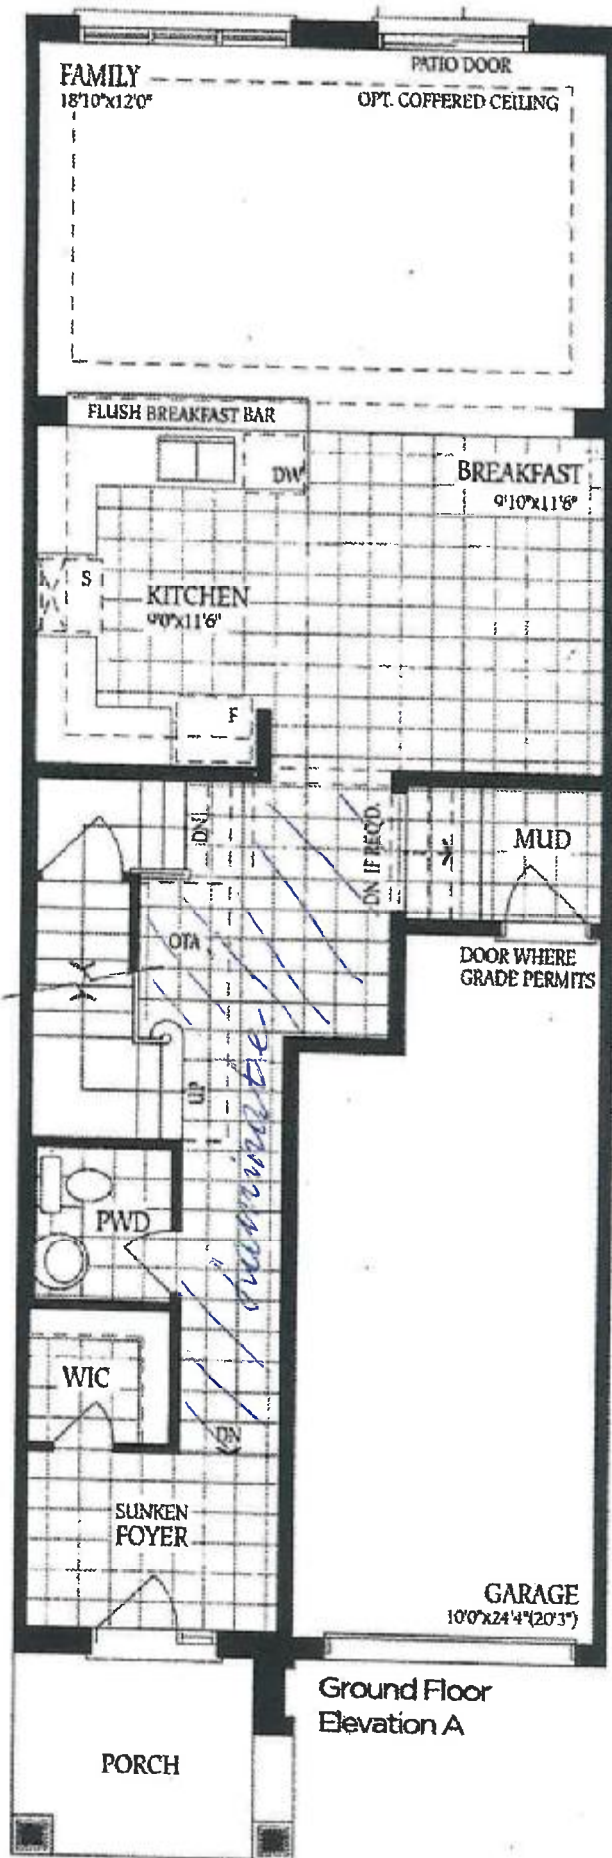 FAMILY
18'10"x12'0"
PATIO DOOR
OPT. COFFERED CEILING
FLUSH BREAKFAST BAR
DW
BREAKFAST
9'10"x11'6"
S
KITCHEN
9'0"x11'6"
F
DN
DN IF REQD.
MUD
OTA
DOOR WHERE
GRADE PERMITS
UP
laminate
PWD
WIC
DN
SUNKEN
FOYER
GARAGE
10'0"x24'4"(20'3")
Ground Floor
Elevation A
PORCH